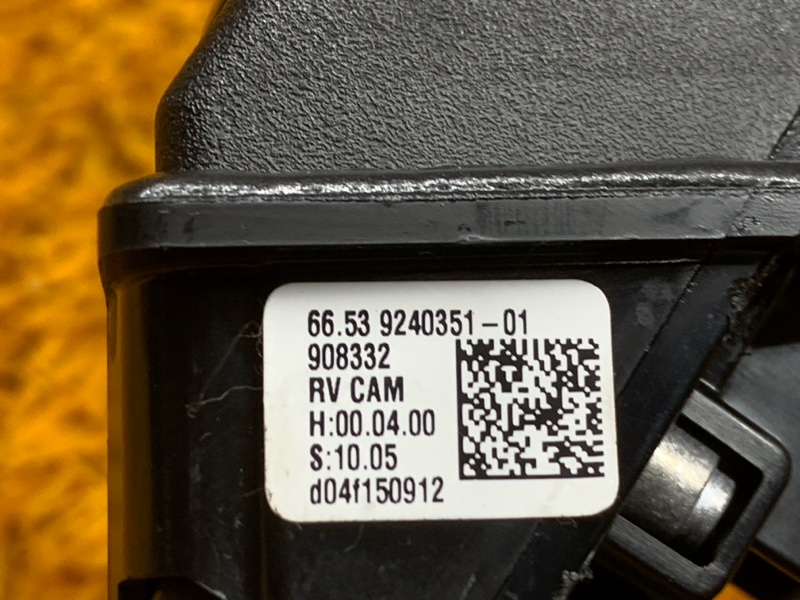 66.53 9240351-01
908332
RV CAM
H:00.04.00
S:10.05
d04f150912